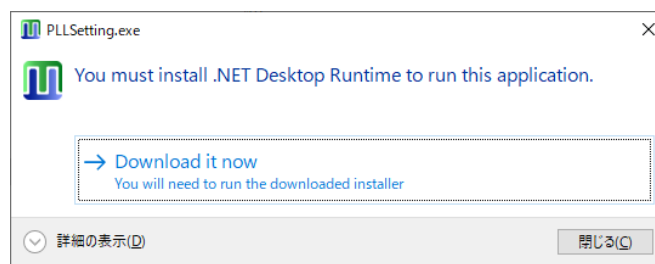 PLLSetting.exe
You must install .NET Desktop Runtime to run this application.
Download it now
You will need to run the downloaded installer
詳細の表示(D)
閉じる(C)